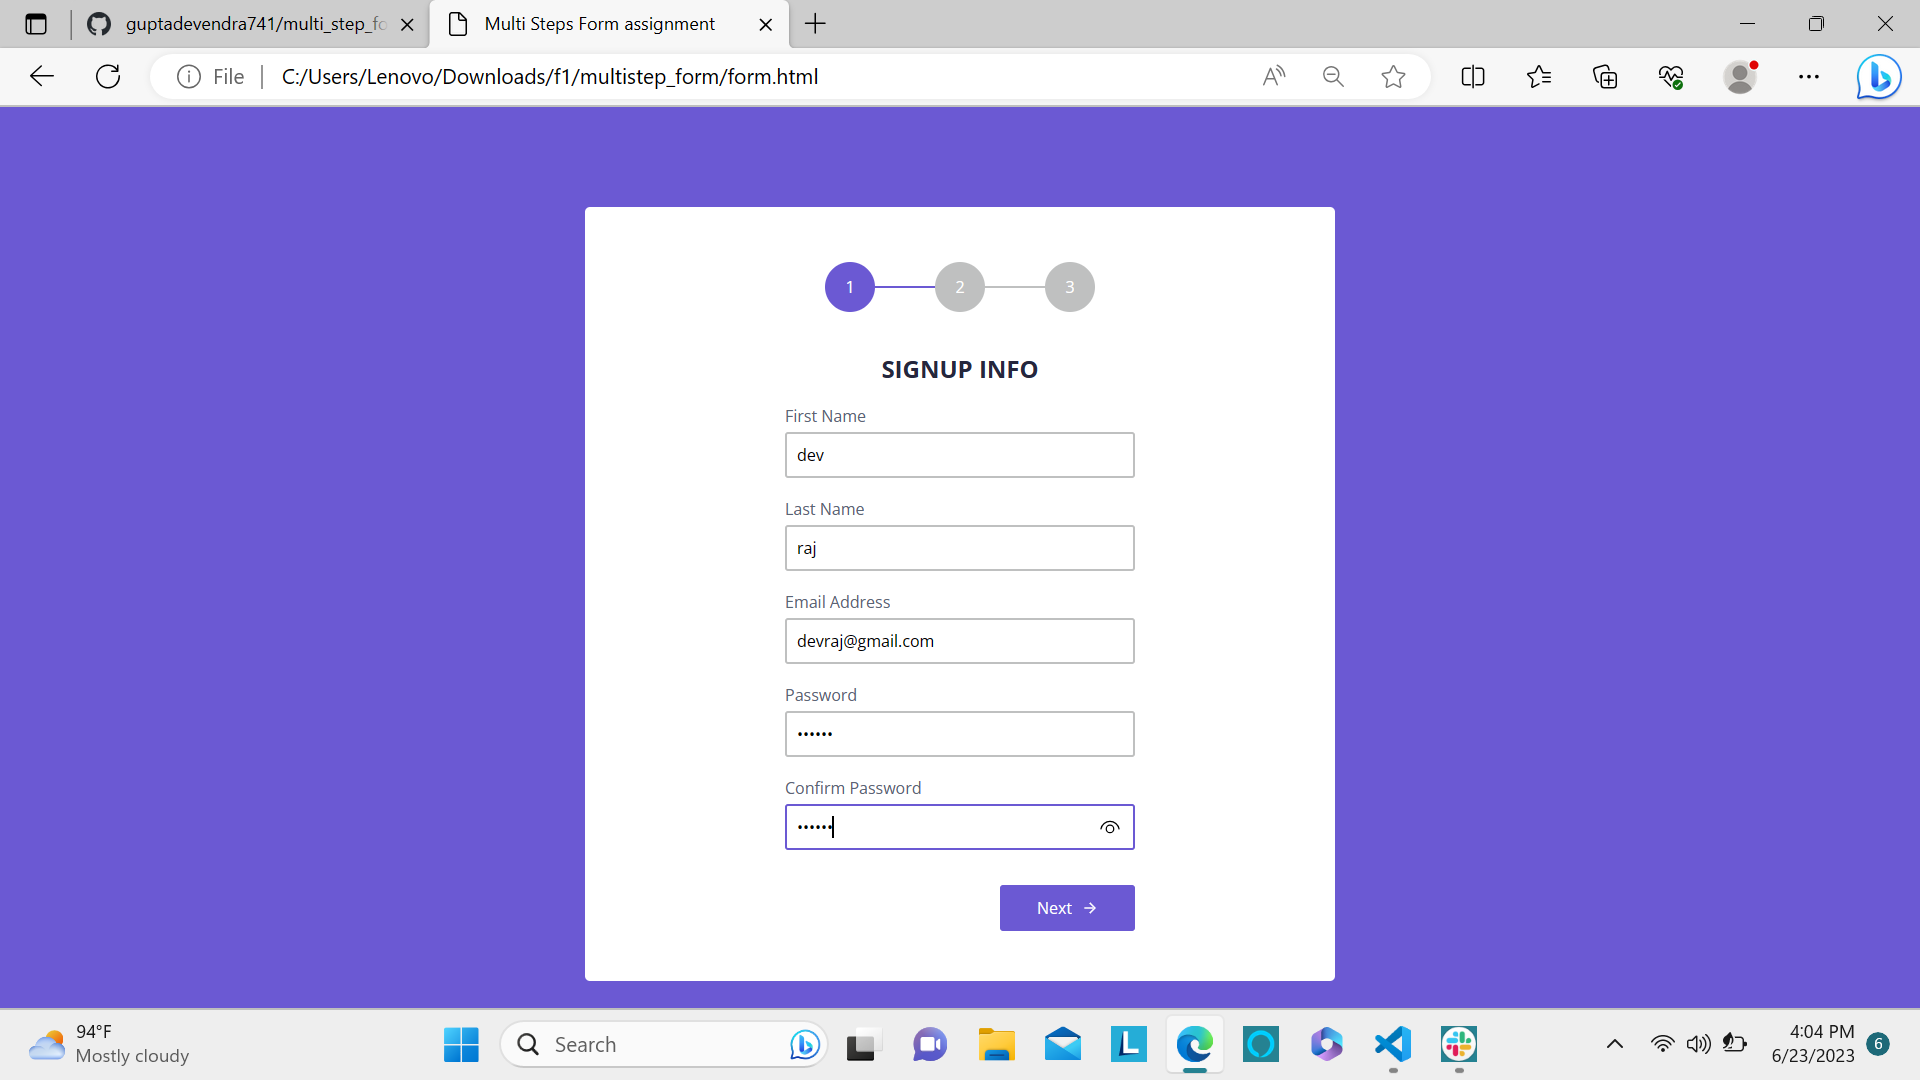 guptadevendra741/multi_step_fo
Multi Steps Form assignment
File
C:/Users/Lenovo/Downloads/f1/multistep_form/form.html
1
2
3
SIGNUP INFO
First Name
dev
Last Name
raj
Email Address
devraj@gmail.com
Password
••••••
Confirm Password
••••••
Next →
94°F
Mostly cloudy
Search
L
4:04 PM
6/23/2023
6